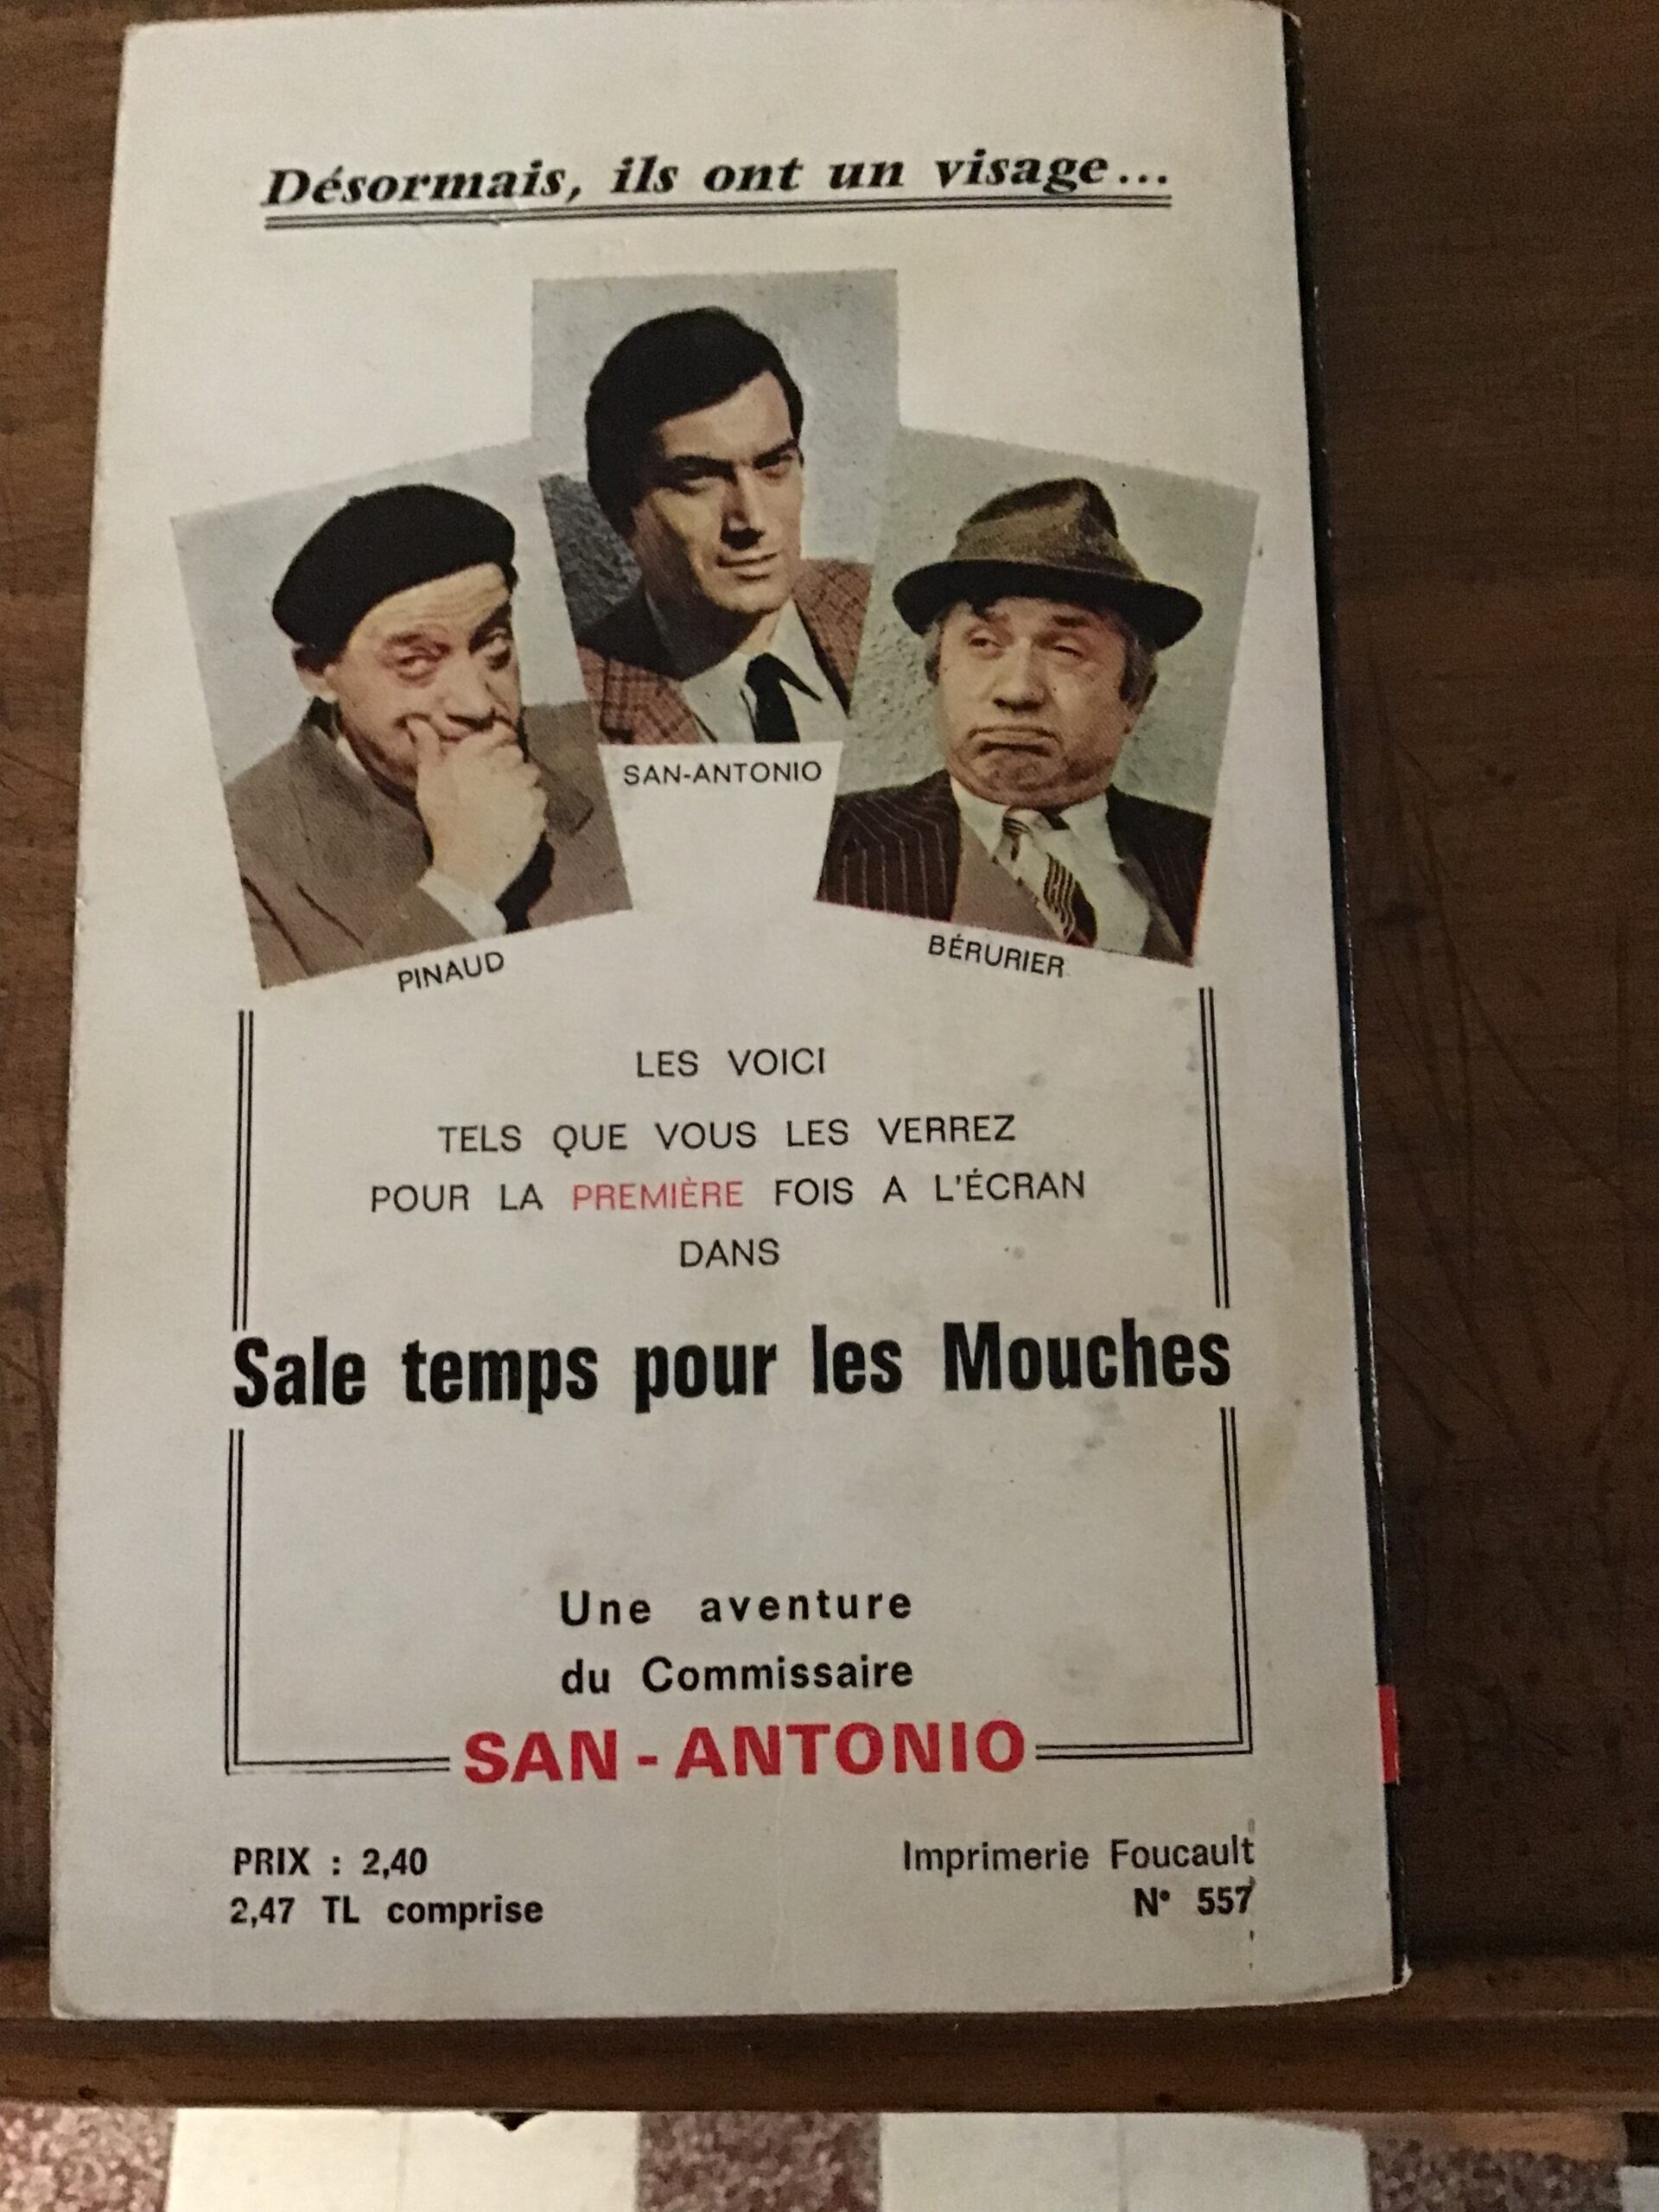 Désormais, ils ont un visage...
SAN-ANTONIO
PINAUD
BÉRURIER
LES VOICI
TELS QUE VOUS LES VERREZ
POUR LA PREMIÈRE FOIS A L'ÉCRAN
DANS
Sale temps pour les Mouches
Une aventure
du Commissaire
SAN-ANTONIO
PRIX : 2,40
2,47 TL comprise
Imprimerie Foucault
N° 557